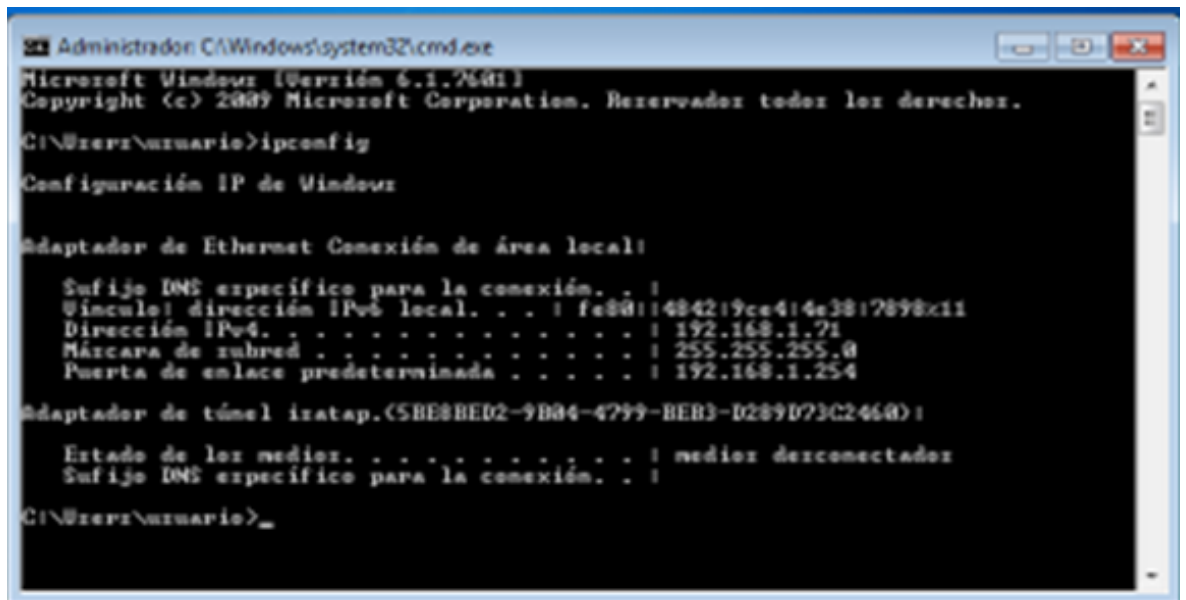 Administrador: C:\Windows\system32\cmd.exe
Microsoft Windows [Versión 6.1.7601]
Copyright (c) 2009 Microsoft Corporation. Reservados todos los derechos.
C:\Users\usuario>ipconfig
Configuración IP de Windows
Adaptador de Ethernet Conexión de área local:
Sufijo DNS específico para la conexión. . :
Vínculo: dirección IPv6 local. . . : fe80::4842:9ce4:4e38:7898%11
Dirección IPv4. . . . . . . . . . . . . . : 192.168.1.71
Máscara de subred . . . . . . . . . . . . : 255.255.255.0
Puerta de enlace predeterminada . . . . . : 192.168.1.254
Adaptador de túnel isatap.{5BE8BED2-9B04-4799-BEB3-D289D73C2460}:
Estado de los medios. . . . . . . . . . . : medios desconectados
Sufijo DNS específico para la conexión. . :
C:\Users\usuario>_